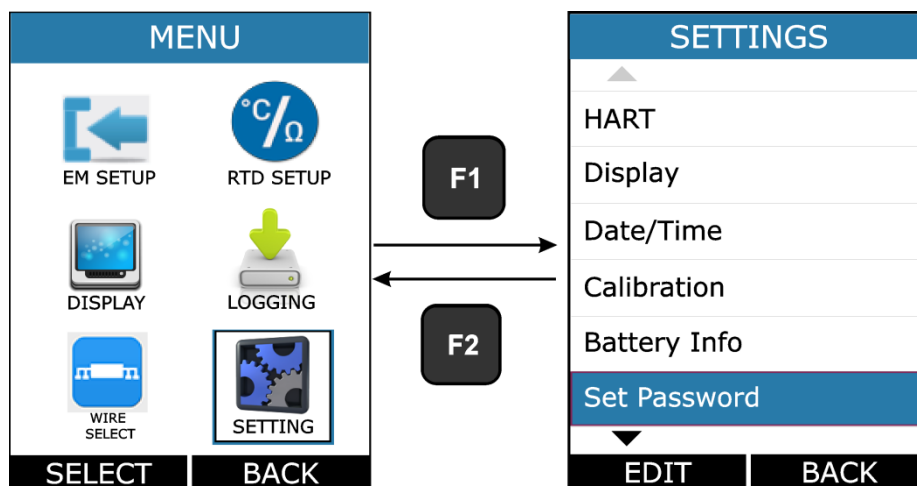 MENU
°C/Ω
EM SETUP
RTD SETUP
DISPLAY
LOGGING
WIRE
SELECT
SETTING
SELECT
BACK
F1
F2
SETTINGS
HART
Display
Date/Time
Calibration
Battery Info
Set Password
EDIT
BACK